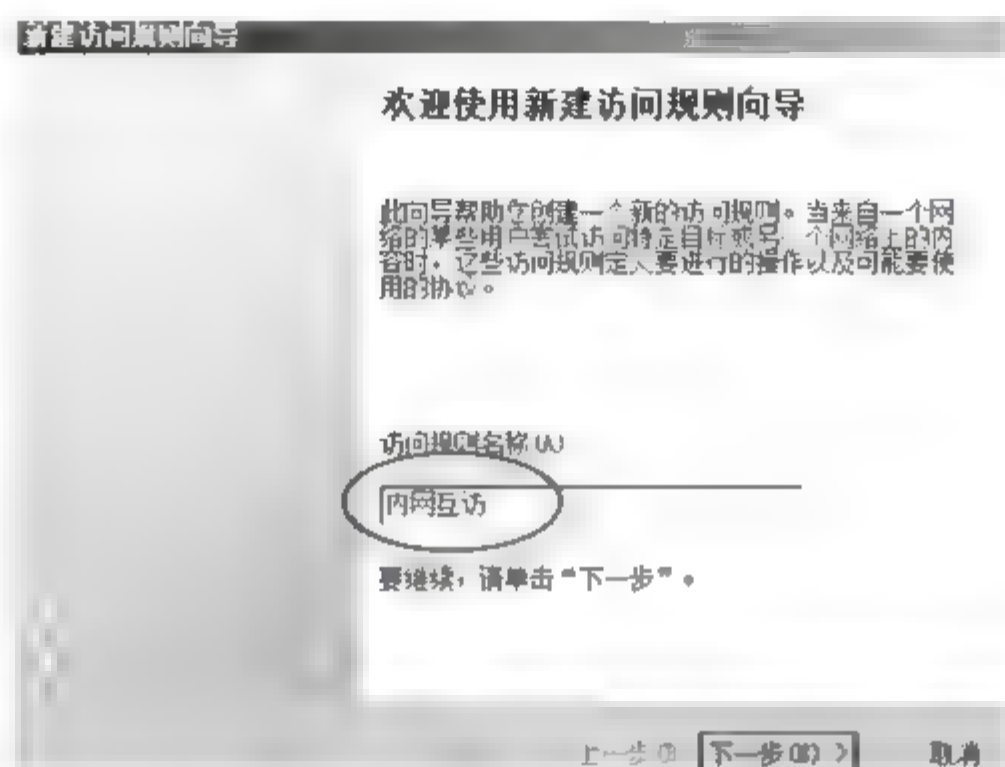 新建访问规则向导
欢迎使用新建访问规则向导
此向导帮助您创建一个新的访问规则。当来自一个网
络的某些用户尝试访问特定目标或另一个网络上的内
容时，这些访问规则定义要进行的操作以及可能要使
用的协议。
访问规则名称(A)
内网互访
要继续，请单击“下一步”。
上一步(B) 下一步(N) > 取消